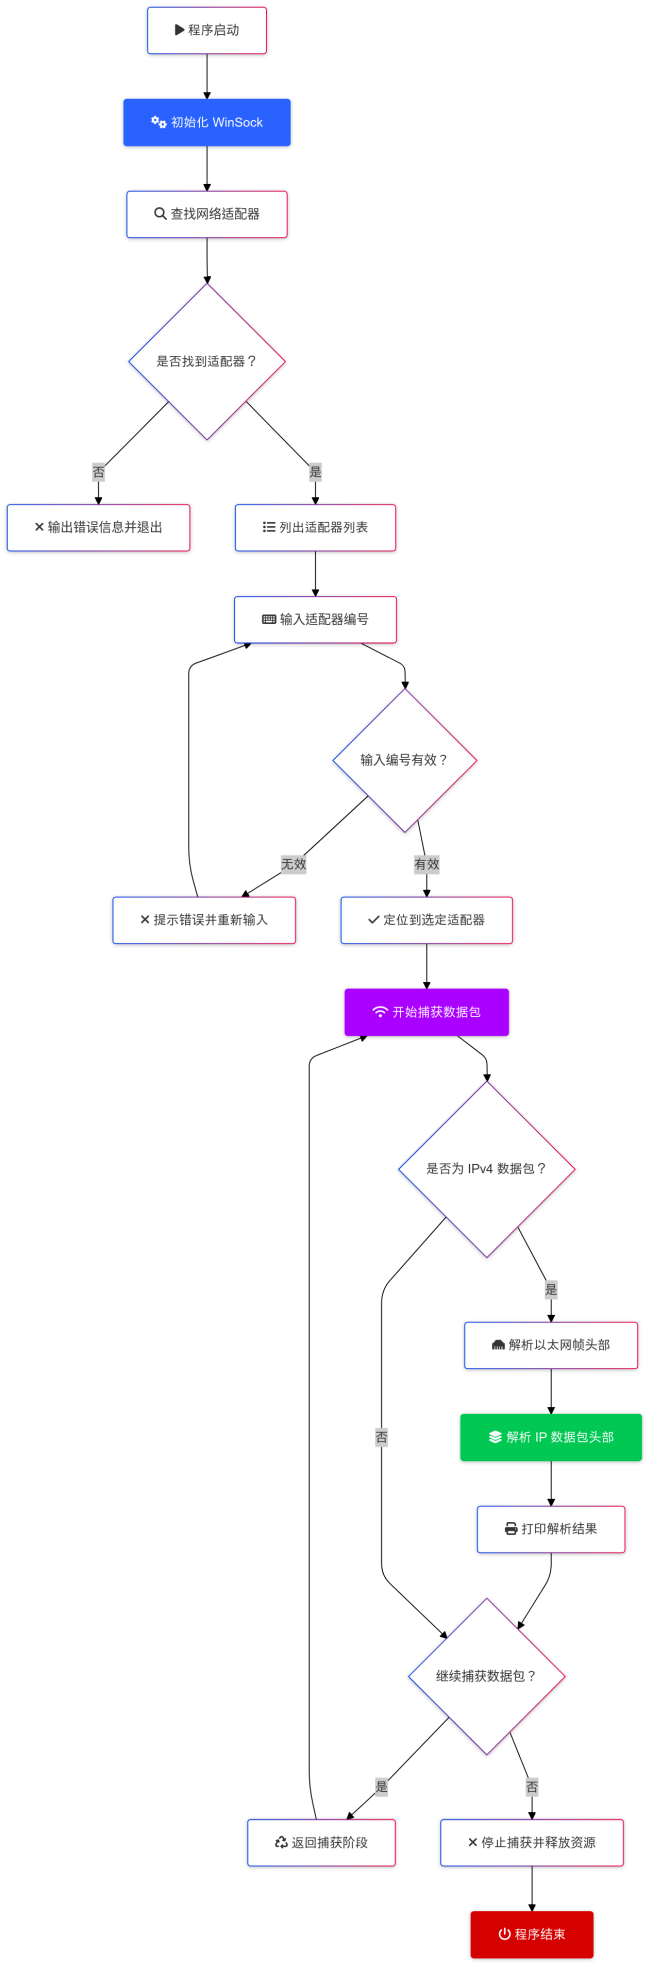 程序启动
初始化 WinSock
查找网络适配器
是否找到适配器？
否
是
输出错误信息并退出
列出适配器列表
输入适配器编号
输入编号有效？
无效
有效
提示错误并重新输入
定位到选定适配器
开始捕获数据包
是否为 IPv4 数据包？
是
解析以太网帧头部
否
解析 IP 数据包头部
打印解析结果
继续捕获数据包？
是
否
返回捕获阶段
停止捕获并释放资源
程序结束